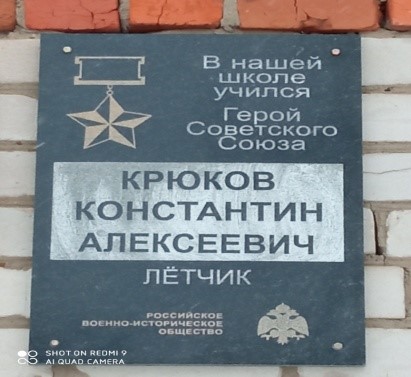 В нашей
школе
учился
Герой
Советского
Союза
КРЮКОВ
КОНСТАНТИН
АЛЕКСЕЕВИЧ
ЛЁТЧИК
РОССИЙСКОЕ
ВОЕННО-ИСТОРИЧЕСКОЕ
ОБЩЕСТВО
SHOT ON REDMI 9
AI QUAD CAMERA